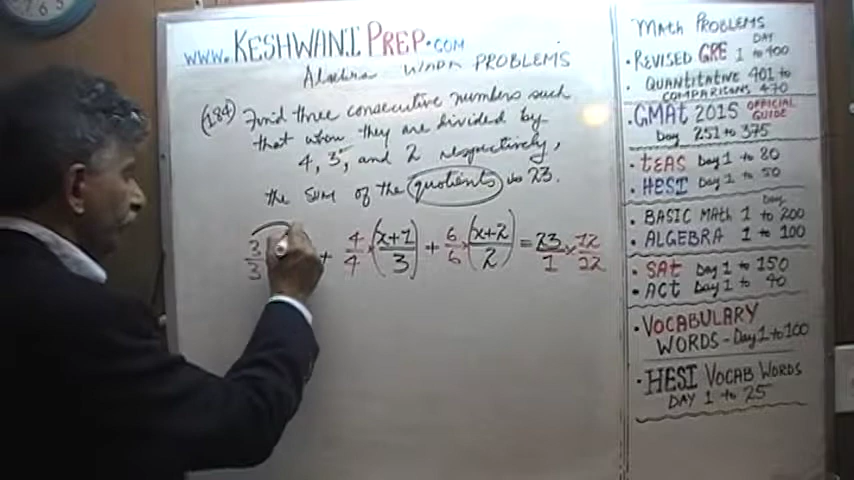 www.KESHWANI PREP.COM
Algebra WORD PROBLEMS
(184) Find three consecutive numbers such
that when they are divided by
4, 3, and 2 respectively,
the sum of the quotients is 23.
3/3 + 4/4 × (x+1)/3 + 6/6 × (x+2)/2 = 23/1 × 12/12
MATH PROBLEMS
DAY
• REVISED GRE 1 to 400
• QUANTITATIVE 401 to
COMPARISONS 470
• GMAT 2015 OFFICIAL GUIDE
Day 251 to 375
• TEAS Day 1 to 80
• HESI Day 1 to 50
Day
• BASIC MATH 1 to 200
• ALGEBRA 1 to 100
• SAT Day 1 to 150
• ACT Day 1 to 40
• VOCABULARY
WORDS - Day 1 to 100
• HESI VOCAB WORDS
DAY 1 to 25